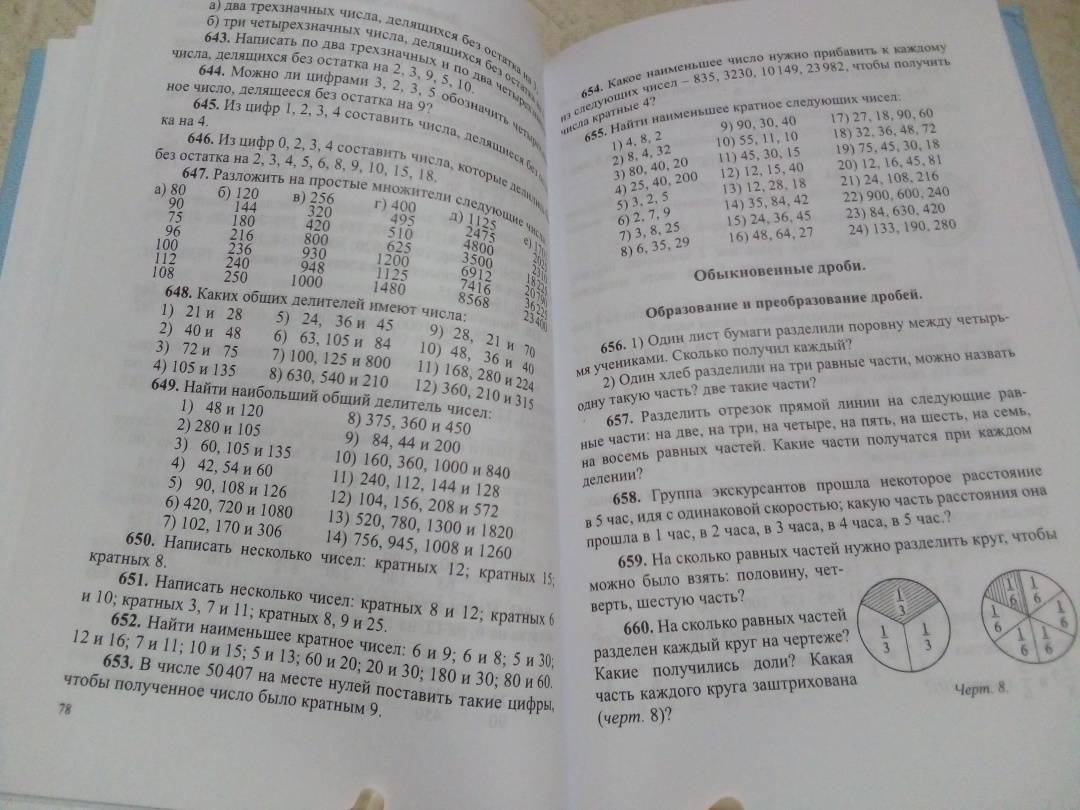 а) два трехзначных числа, делящихся без остатка на 3,
б) три четырехзначных числа, делящихся без остатка
643. Написать по два трехзначных и по два четырех
числа, делящихся без остатка на 2, 3, 9, 5, 10.
644. Можно ли цифрами 3, 2, 3, 5 обозначить четырех
ное число, делящееся без остатка на 9?
645. Из цифр 1, 2, 3, 4 составить числа, делящиеся без
ка на 4.
646. Из цифр 0, 2, 3, 4 составить числа, которые делились
без остатка на 2, 3, 4, 5, 6, 8, 9, 10, 15, 18.
647. Разложить на простые множители следующие числа
а) 80 б) 120 в) 256 г) 400 д) 1125 е)
90 144 320 495 2475
75 180 420 510 4800
96 216 800 625 3500
100 236 930 1200 6912 18225
112 240 948 1125 7416 20790
108 250 1000 1480 8568 36225
23400
648. Каких общих делителей имеют числа:
1) 21 и 28 5) 24, 36 и 45 9) 28, 21 и 70
2) 40 и 48 6) 63, 105 и 84 10) 48, 36 и 40
3) 72 и 75 7) 100, 125 и 800 11) 168, 280 и 224
4) 105 и 135 8) 630, 540 и 210 12) 360, 210 и 315
649. Найти наибольший общий делитель чисел:
1) 48 и 120 8) 375, 360 и 450
2) 280 и 105 9) 84, 44 и 200
3) 60, 105 и 135 10) 160, 360, 1000 и 840
4) 42, 54 и 60 11) 240, 112, 144 и 128
5) 90, 108 и 126 12) 104, 156, 208 и 572
6) 420, 720 и 1080 13) 520, 780, 1300 и 1820
7) 102, 170 и 306 14) 756, 945, 1008 и 1260
650. Написать несколько чисел: кратных 12; кратных 15;
кратных 8.
651. Написать несколько чисел: кратных 8 и 12; кратных 6
и 10; кратных 3, 7 и 11; кратных 8, 9 и 25.
652. Найти наименьшее кратное чисел: 6 и 9; 6 и 8; 5 и 30;
12 и 16; 7 и 11; 10 и 15; 5 и 13; 60 и 20; 20 и 30; 180 и 30; 80 и 60.
653. В числе 50407 на месте нулей поставить такие цифры,
чтобы полученное число было кратным 9.
78
654. Какое наименьшее число нужно прибавить к каждому
из следующих чисел – 835, 3230, 10149, 23982, чтобы получить
числа кратные 4?
655. Найти наименьшее кратное следующих чисел:
1) 4, 8, 2 9) 90, 30, 40 17) 27, 18, 90, 60
2) 8, 4, 32 10) 55, 11, 10 18) 32, 36, 48, 72
3) 80, 40, 20 11) 45, 30, 15 19) 75, 45, 30, 18
4) 25, 40, 200 12) 12, 15, 40 20) 12, 16, 45, 81
5) 3, 2, 5 13) 12, 28, 18 21) 24, 108, 216
6) 2, 7, 9 14) 35, 84, 42 22) 900, 600, 240
7) 3, 8, 25 15) 24, 36, 45 23) 84, 630, 420
8) 6, 35, 29 16) 48, 64, 27 24) 133, 190, 280
Обыкновенные дроби.
Образование и преобразование дробей.
656. 1) Один лист бумаги разделили поровну между четырь-
мя учениками. Сколько получил каждый?
2) Один хлеб разделили на три равные части, можно назвать
одну такую часть? две такие части?
657. Разделить отрезок прямой линии на следующие рав-
ные части: на две, на три, на четыре, на пять, на шесть, на семь,
на восемь равных частей. Какие части получатся при каждом
делении?
658. Группа экскурсантов прошла некоторое расстояние
в 5 час, идя с одинаковой скоростью; какую часть расстояния она
прошла в 1 час, в 2 часа, в 3 часа, в 4 часа, в 5 час.?
659. На сколько равных частей нужно разделить круг, чтобы
можно было взять: половину, чет-
верть, шестую часть?
660. На сколько равных частей
разделен каждый круг на чертеже?
Какие получились доли? Какая
часть каждого круга заштрихована
(черт. 8)?
1/3 1/3 1/3
1/6 1/6 1/6 1/6 1/6 1/6
Черт. 8.